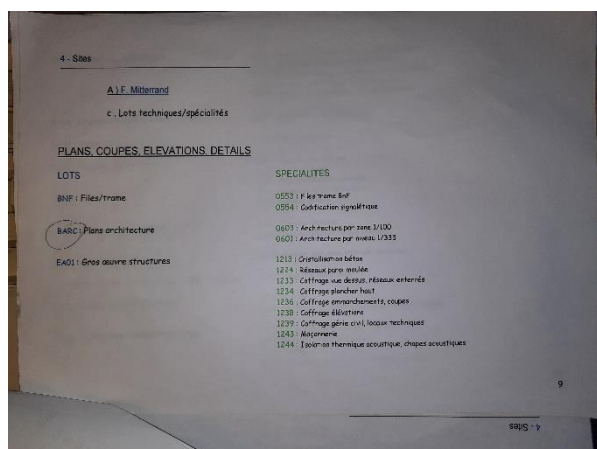 4 - Sites
A ) F. Mitterrand
c . Lots techniques/spécialités
PLANS, COUPES, ELEVATIONS, DETAILS
LOTS
SPECIALITES
BNF : Files/trame
0553 : Files trame BnF
0554 : Codification signalétique
BARC : Plans architecture
0603 : Architecture par zone 1/100
0601 : Architecture par niveau 1/333
EA01 : Gros œuvre structures
1213 : Cristallisation béton
1224 : Réseaux paroi moulée
1233 : Coffrage vue dessus, réseaux enterrés
1234 : Coffrage plancher haut
1236 : Coffrage emmarchements, coupes
1238 : Coffrage élévations
1239 : Coffrage génie civil, locaux techniques
1243 : Maçonnerie
1244 : Isolation thermique acoustique, chapes acoustiques
9
4 - Sites